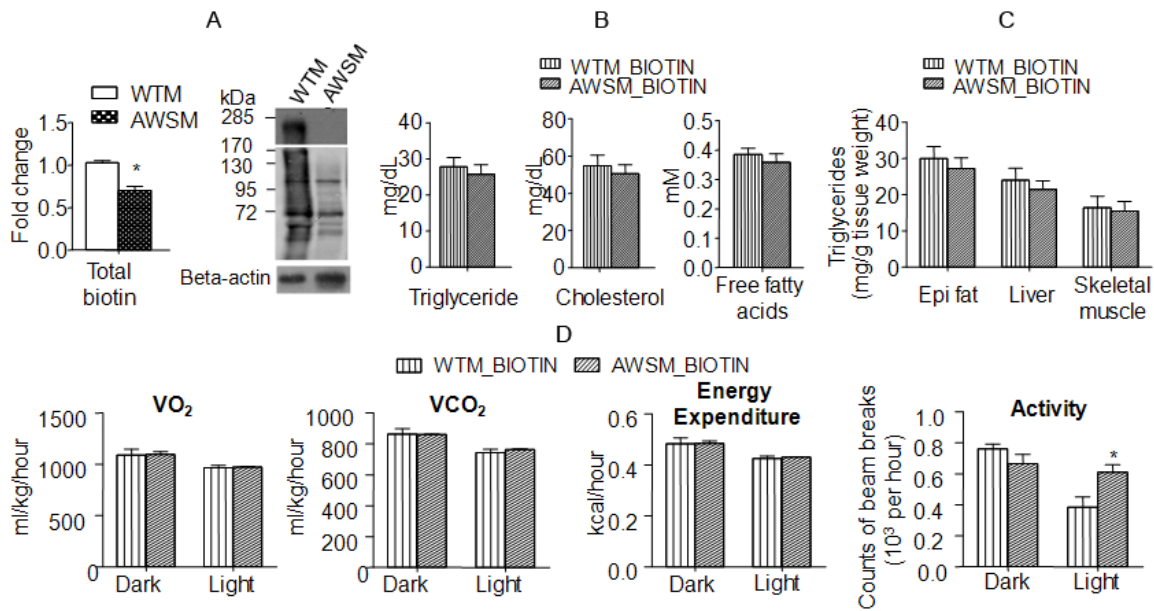 A
B
C
WTM
AWSM
Fold change
1.5
1.0
0.5
0.0
*
Total
biotin
kDa
WTM
AWSM
285
170
130
95
72
Beta-actin
WTM_BIOTIN
AWSM_BIOTIN
mg/dL
40
30
20
10
0
Triglyceride
mg/dL
80
60
40
20
0
Cholesterol
mM
0.5
0.4
0.3
0.2
0.1
0.0
Free fatty
acids
WTM_BIOTIN
AWSM_BIOTIN
Triglycerides
(mg/g tissue weight)
40
30
20
10
0
Epi fat
Liver
Skeletal
muscle
D
WTM_BIOTIN
AWSM_BIOTIN
VO2
ml/kg/hour
1500
1000
500
0
Dark
Light
VCO2
ml/kg/hour
1000
800
600
400
200
0
Dark
Light
Energy
Expenditure
kcal/hour
0.6
0.4
0.2
0.0
Dark
Light
Activity
Counts of beam breaks
(10³ per hour)
1.0
0.8
0.6
0.4
0.2
0.0
*
Dark
Light